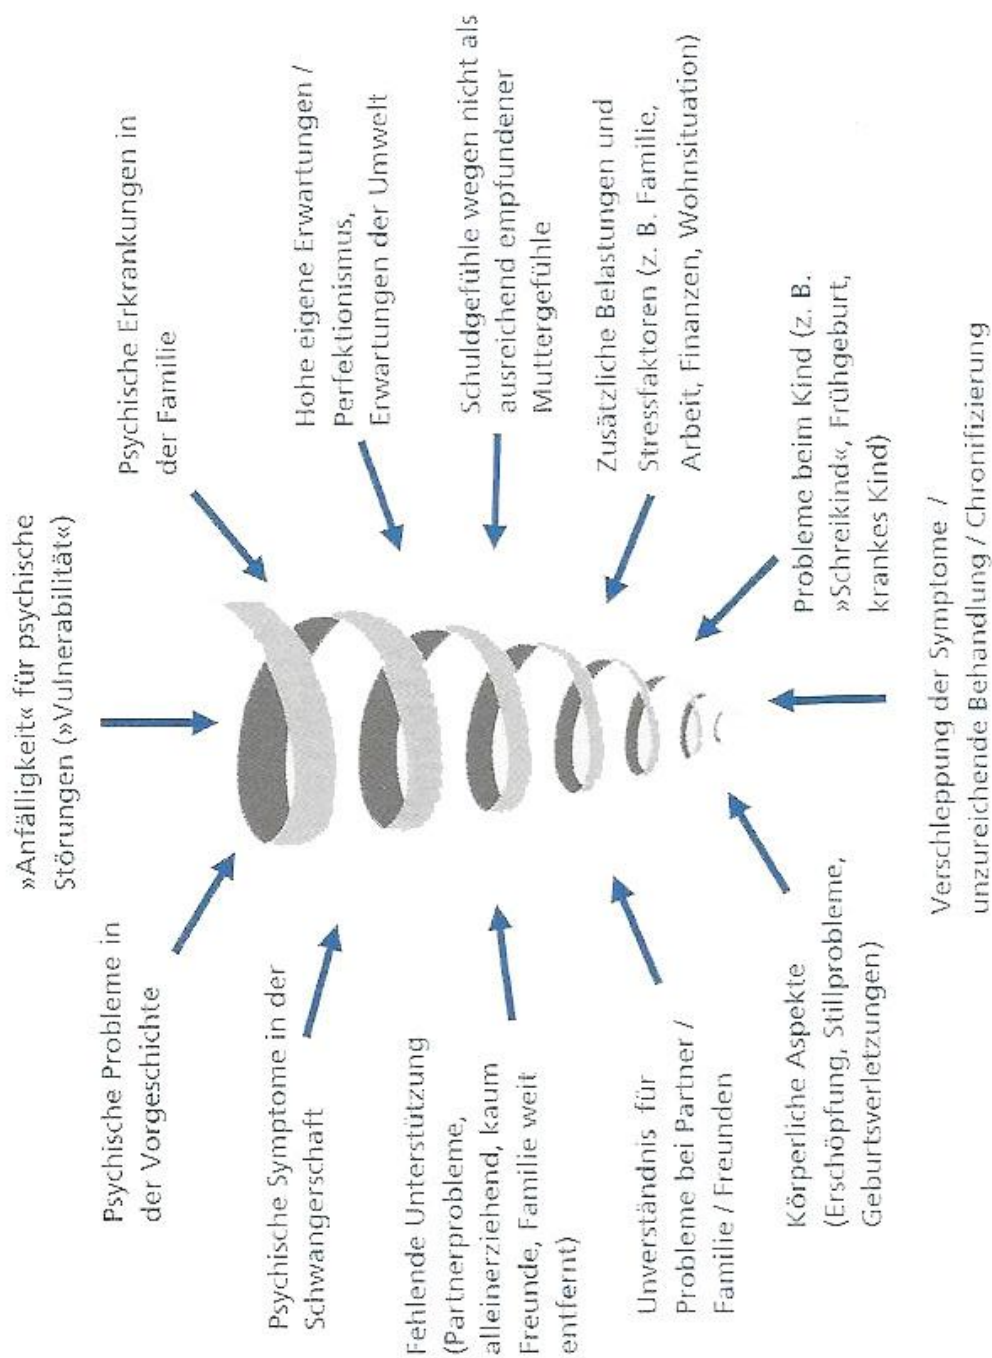 »Anfälligkeit« für psychische
Störungen (»Vulnerabilität«)
Psychische Probleme in
der Vorgeschichte
Psychische Erkrankungen in
der Familie
Psychische Symptome in der
Schwangerschaft
Hohe eigene Erwartungen /
Perfektionismus,
Erwartungen der Umwelt
Fehlende Unterstützung
(Partnerprobleme,
alleinerziehend, kaum
Freunde, Familie weit
entfernt)
Schuldgefühle wegen nicht als
ausreichend empfundener
Muttergefühle
Unverständnis für
Probleme bei Partner /
Familie / Freunden
Zusätzliche Belastungen und
Stressfaktoren (z. B. Familie,
Arbeit, Finanzen, Wohnsituation)
Körperliche Aspekte
(Erschöpfung, Stillprobleme,
Geburtsverletzungen)
Probleme beim Kind (z. B.
»Schreikind«, Frühgeburt,
krankes Kind)
Verschleppung der Symptome /
unzureichende Behandlung / Chronifizierung